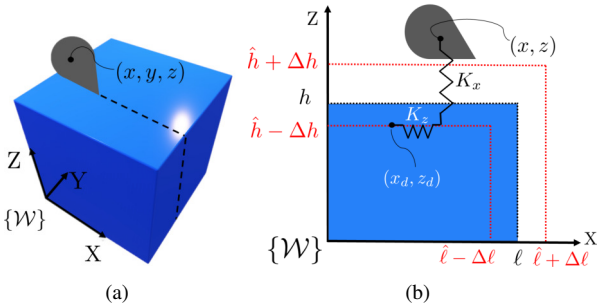 (x, y, z)
Z
Y
{𝒲}
X
(a)
Z
(x, z)
ĥ + Δh
K_x
h
K_z
ĥ − Δh
(x_d, z_d)
X
{𝒲}
ℓ̂ − Δℓ
ℓ
ℓ̂ + Δℓ
(b)